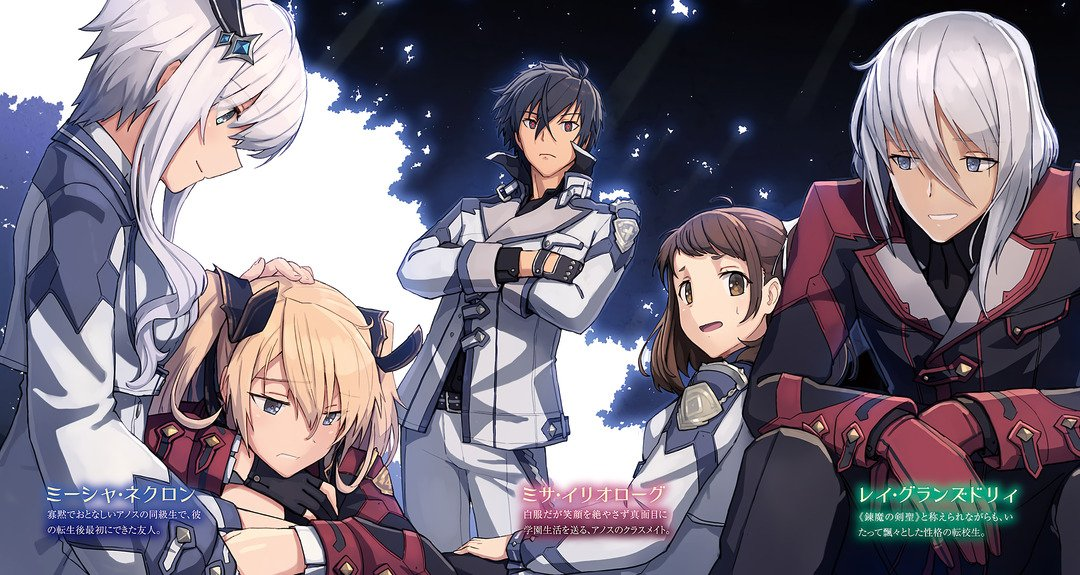 ミーシャ・ネクロン
寡黙でおとなしいアノスの同級生で、彼
の転生後最初にできた友人。
ミサ・イリオローグ
白服だが笑顔を絶やさず真面目に
学園生活を送る、アノスのクラスメイト。
レイ・グランズドリィ
《錬魔の剣聖》と称えられながらも、い
たって飄々とした性格の転校生。